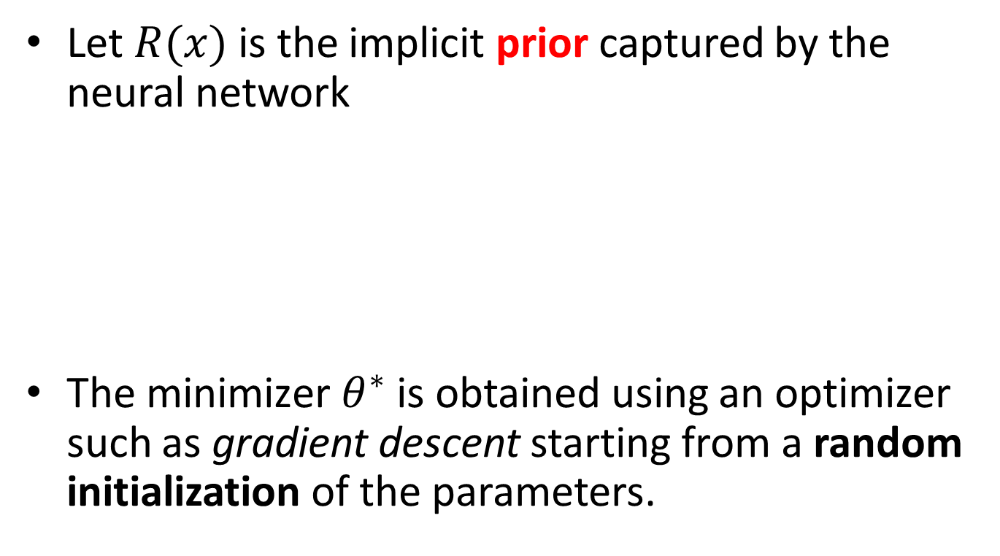 • Let R(x) is the implicit prior captured by the
neural network
• The minimizer θ* is obtained using an optimizer
such as gradient descent starting from a random
initialization of the parameters.